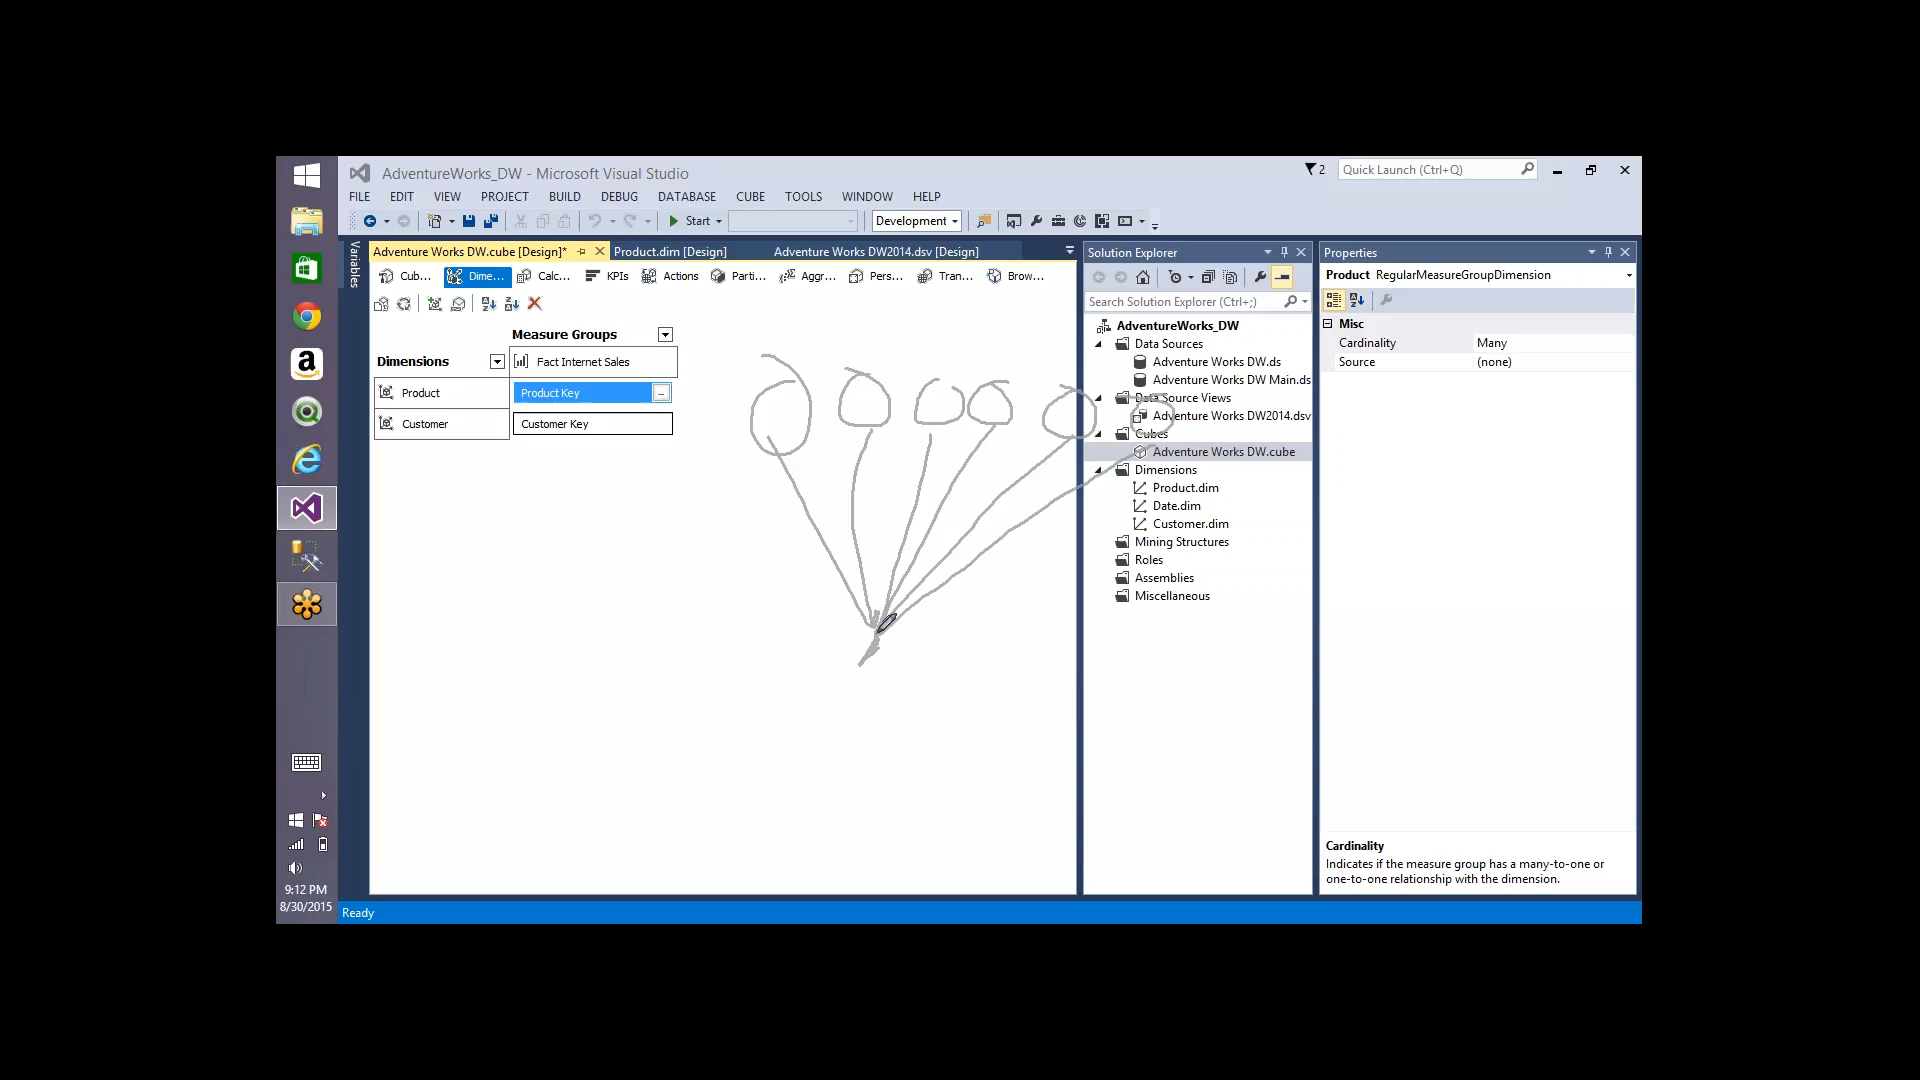 AdventureWorks_DW - Microsoft Visual Studio
2
Quick Launch (Ctrl+Q)
FILE EDIT VIEW PROJECT BUILD DEBUG DATABASE CUBE TOOLS WINDOW HELP
Start
Development
Variables
Adventure Works DW.cube [Design]*
Product.dim [Design]
Adventure Works DW2014.dsv [Design]
Cub... Dime... Calc... KPIs Actions Parti... Aggr... Pers... Tran... Brow...
Measure Groups
Dimensions
Fact Internet Sales
Product
Product Key
...
Customer
Customer Key
Solution Explorer
Search Solution Explorer (Ctrl+;)
AdventureWorks_DW
Data Sources
Adventure Works DW.ds
Adventure Works DW Main.ds
Data Source Views
Adventure Works DW2014.dsv
Cubes
Adventure Works DW.cube
Dimensions
Product.dim
Date.dim
Customer.dim
Mining Structures
Roles
Assemblies
Miscellaneous
Properties
Product RegularMeasureGroupDimension
Misc
Cardinality Many
Source (none)
Cardinality
Indicates if the measure group has a many-to-one or
one-to-one relationship with the dimension.
9:12 PM
8/30/2015
Ready